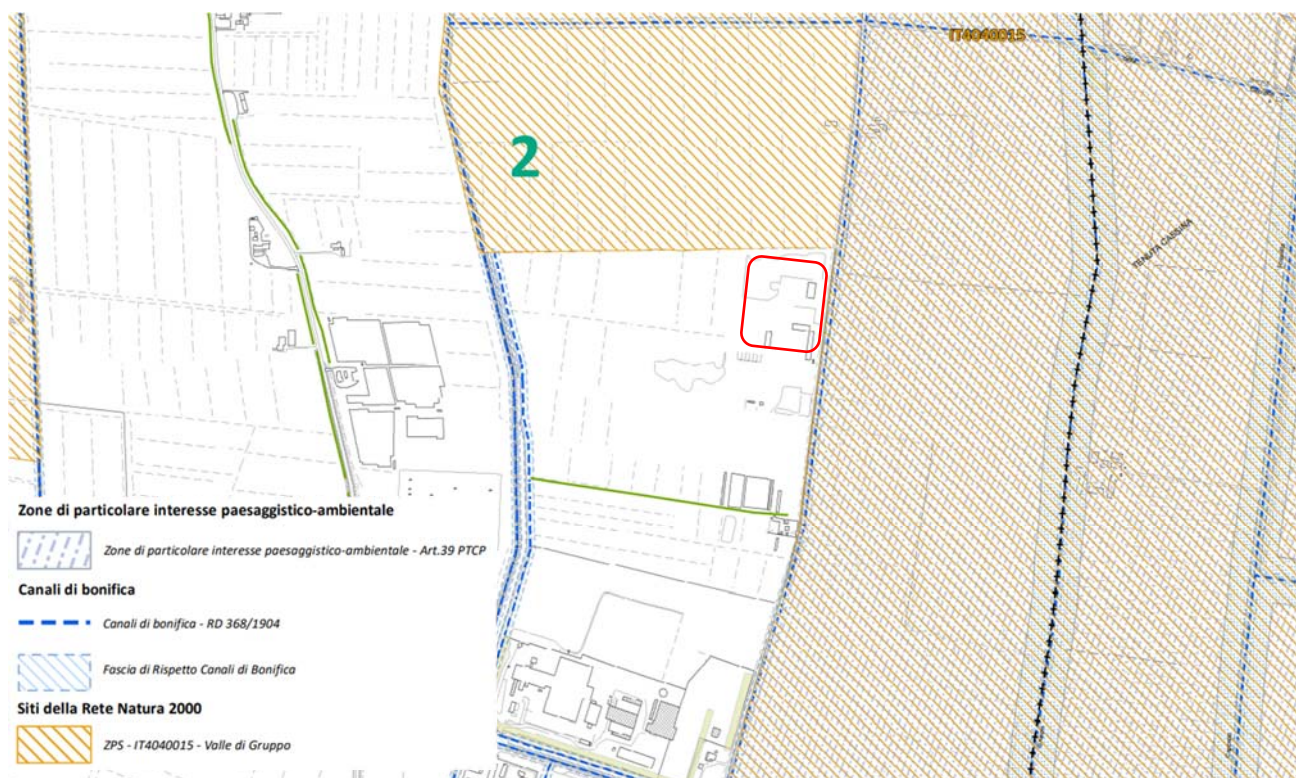 IT4040015
2
TENUTA CASSINA
Zone di particolare interesse paesaggistico-ambientale
Zone di particolare interesse paesaggistico-ambientale - Art.39 PTCP
Canali di bonifica
Canali di bonifica - RD 368/1904
Fascia di Rispetto Canali di Bonifica
Siti della Rete Natura 2000
ZPS - IT4040015 - Valle di Gruppo